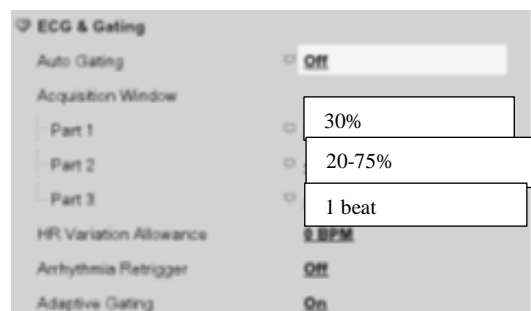 ECG & Gating
Auto Gating Off
Acquisition Window
Part 1 30%
Part 2 20-75%
Part 3 1 beat
HR Variation Allowance 0 BPM
Arrhythmia Retrigger Off
Adaptive Gating On